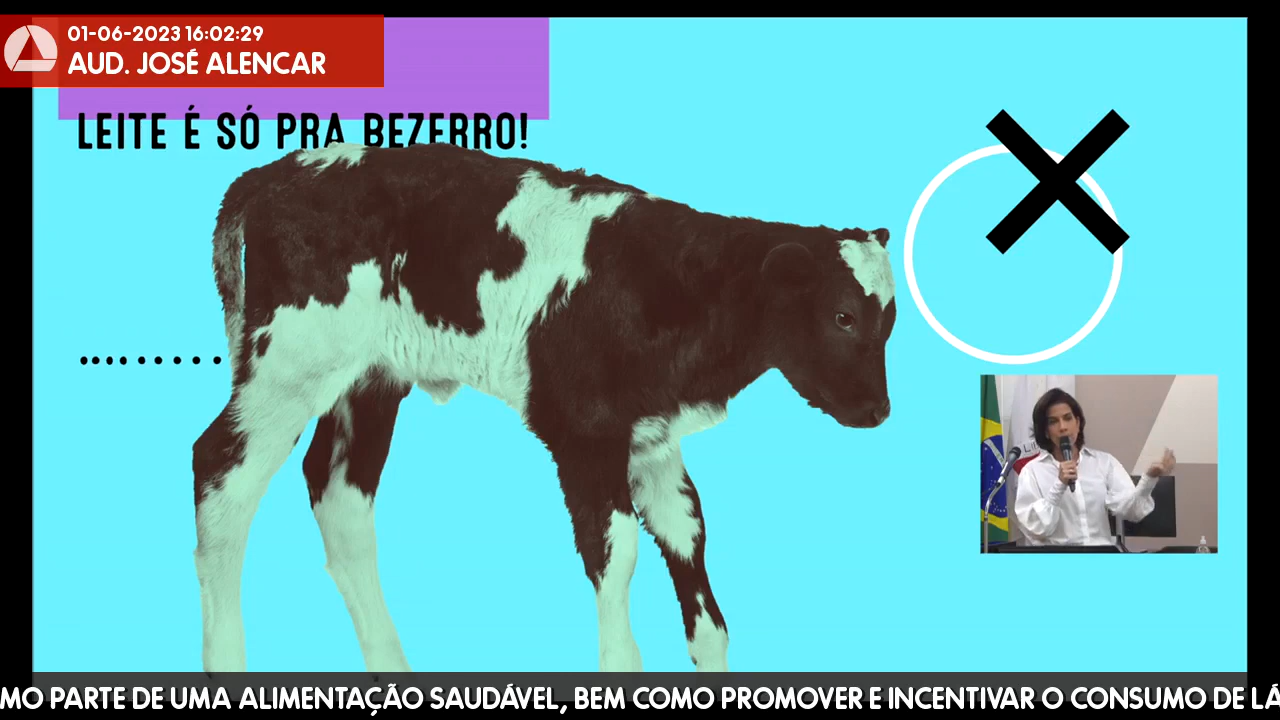 01-06-2023 16:02:29
AUD. JOSÉ ALENCAR
LEITE É SÓ PRA BEZERRO!
MO PARTE DE UMA ALIMENTAÇÃO SAUDÁVEL, BEM COMO PROMOVER E INCENTIVAR O CONSUMO DE LÁ